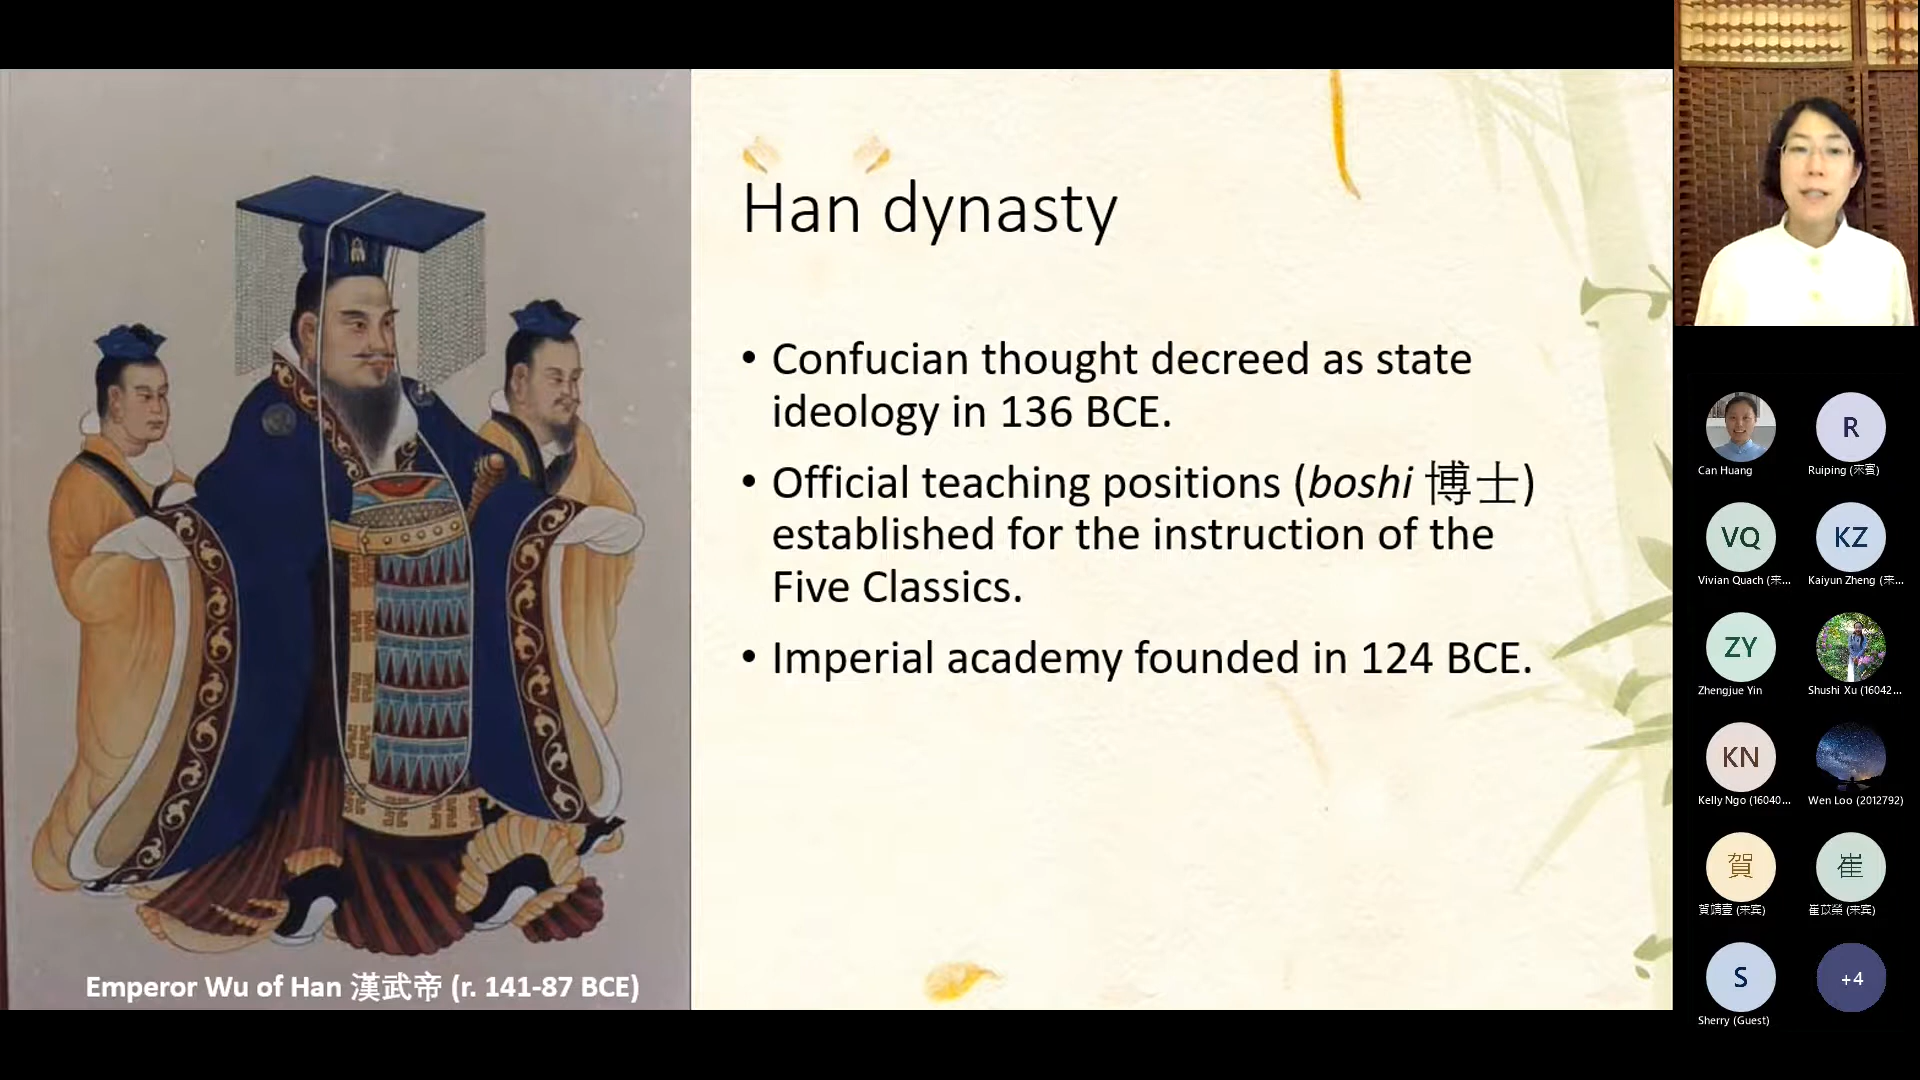 Han dynasty
• Confucian thought decreed as state
ideology in 136 BCE.
• Official teaching positions (boshi 博士)
established for the instruction of the
Five Classics.
• Imperial academy founded in 124 BCE.
Emperor Wu of Han 漢武帝 (r. 141-87 BCE)
Can Huang
R
Ruiping (來賓)
VQ
Vivian Quach (来...
KZ
Kaiyun Zheng (来...
ZY
Zhengjue Yin
Shushi Xu (16042...
KN
Kelly Ngo (16040...
Wen Loo (2012792)
賀
賀靖壹 (来宾)
崔
崔苡榮 (来宾)
S
Sherry (Guest)
+4